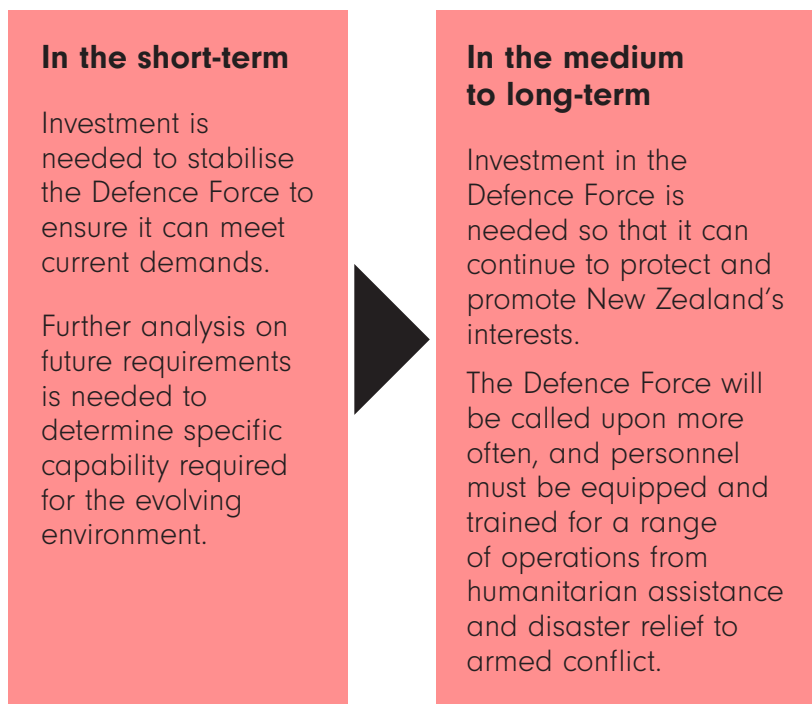 In the short-term
Investment is
needed to stabilise
the Defence Force to
ensure it can meet
current demands.
Further analysis on
future requirements
is needed to
determine specific
capability required
for the evolving
environment.
In the medium
to long-term
Investment in the
Defence Force is
needed so that it can
continue to protect and
promote New Zealand’s
interests.
The Defence Force will
be called upon more
often, and personnel
must be equipped and
trained for a range
of operations from
humanitarian assistance
and disaster relief to
armed conflict.